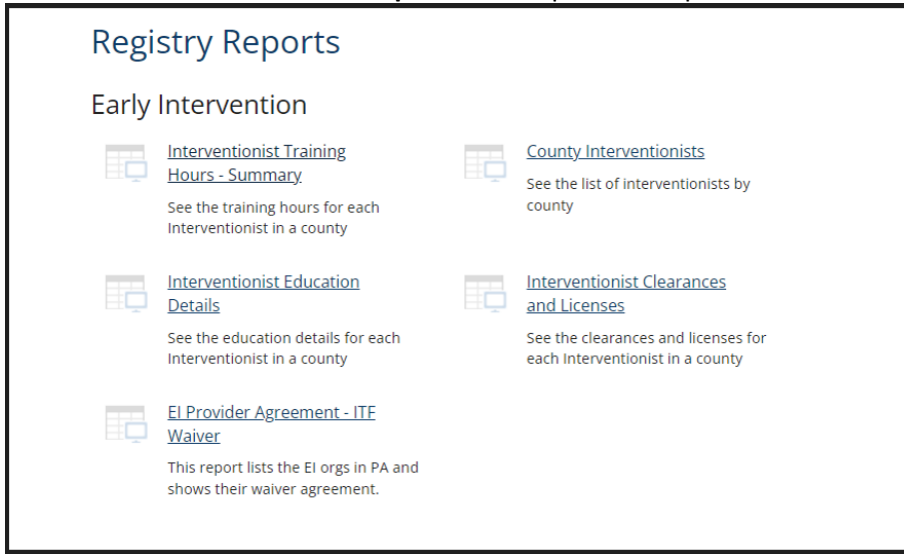 Registry Reports
Early Intervention
Interventionist Training
Hours - Summary
See the training hours for each
Interventionist in a county
County Interventionists
See the list of interventionists by
county
Interventionist Education
Details
See the education details for each
Interventionist in a county
Interventionist Clearances
and Licenses
See the clearances and licenses for
each Interventionist in a county
EI Provider Agreement - ITF
Waiver
This report lists the EI orgs in PA and
shows their waiver agreement.